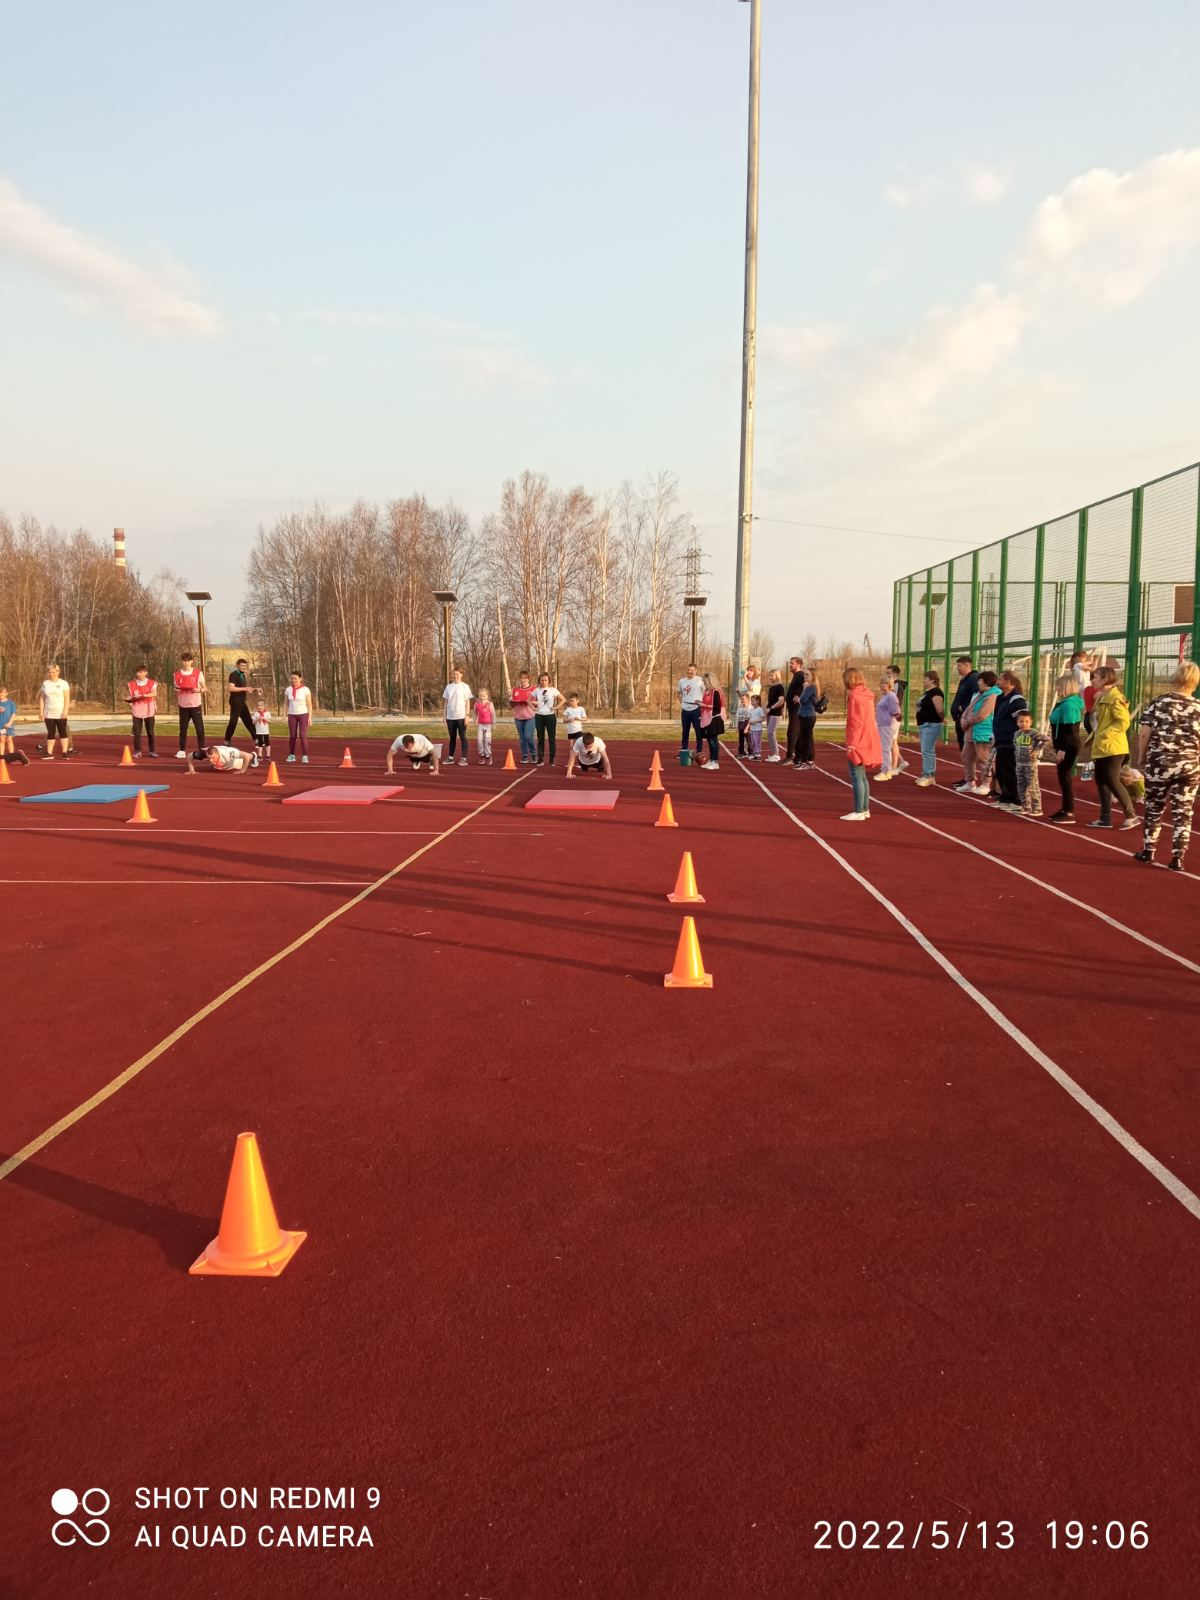 SHOT ON REDMI 9
AI QUAD CAMERA
2022/5/13 19:06